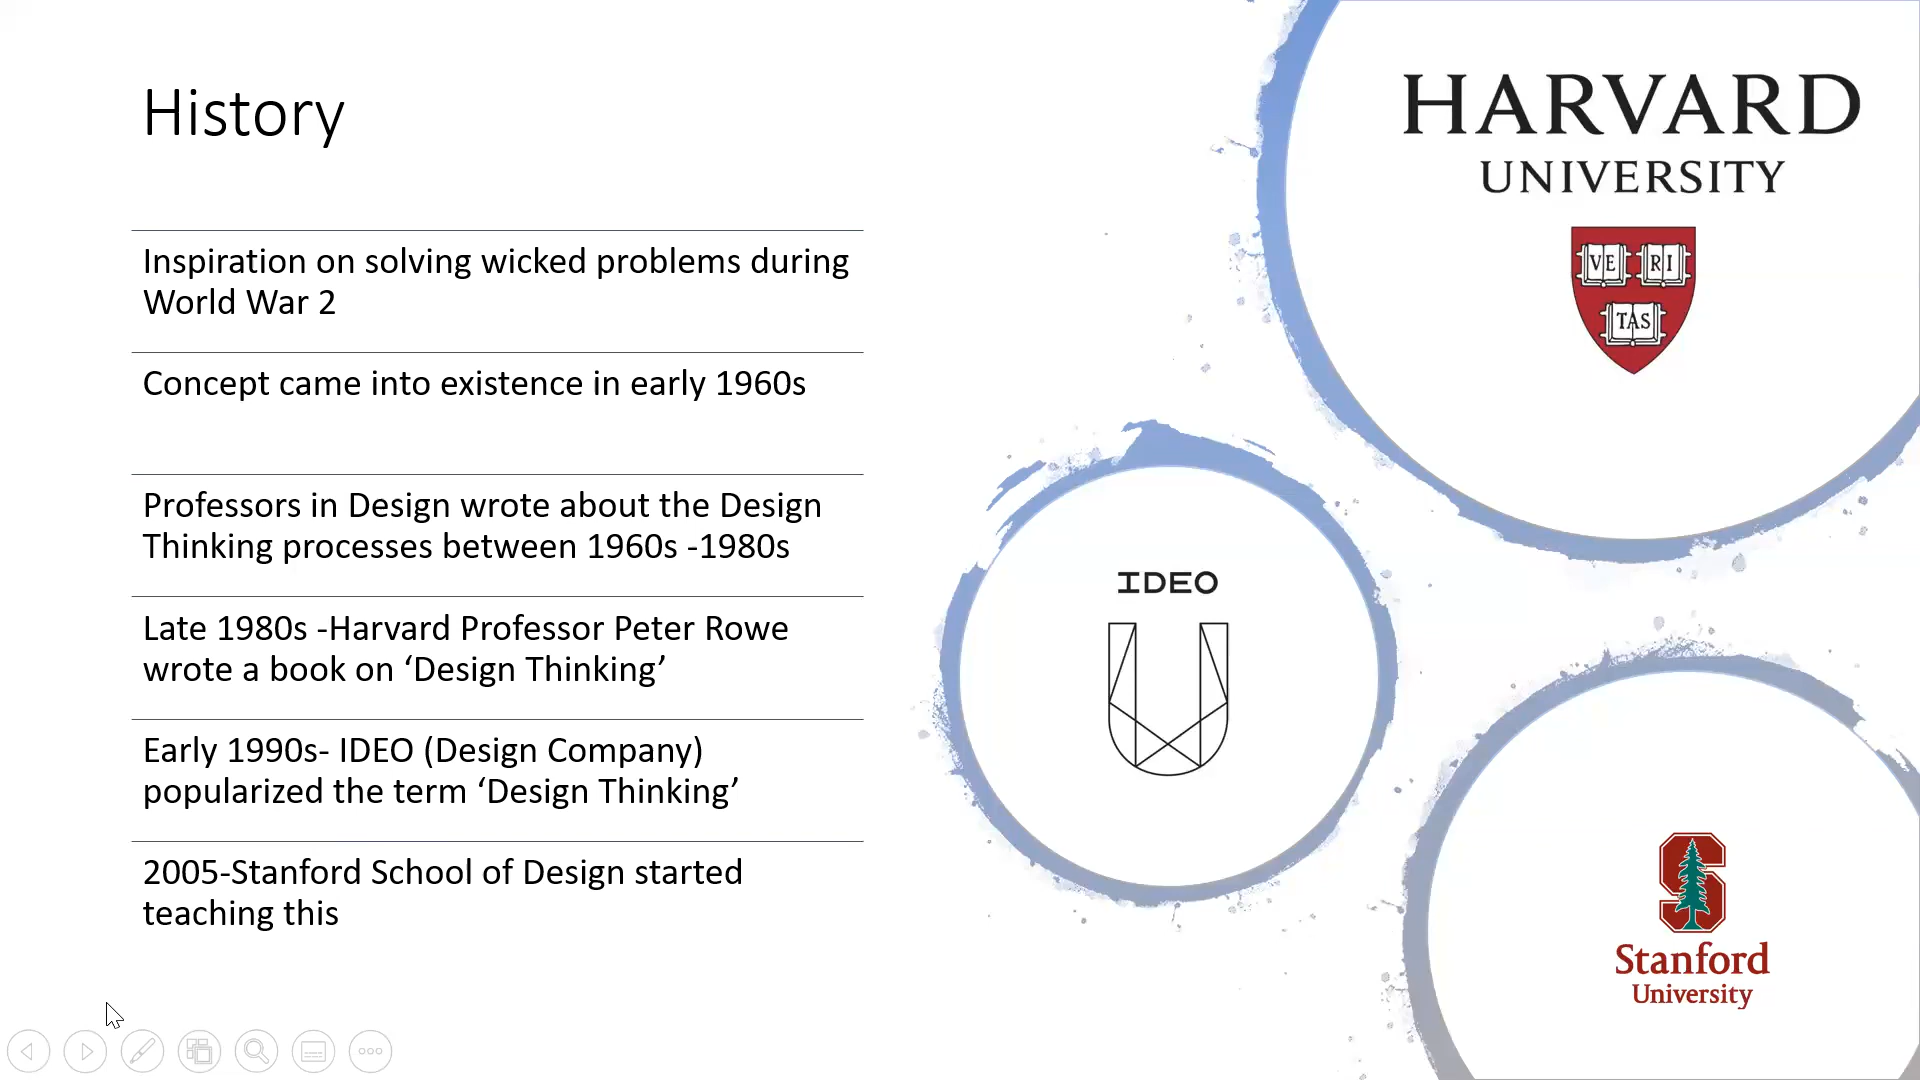 History
Inspiration on solving wicked problems during
World War 2
Concept came into existence in early 1960s
Professors in Design wrote about the Design
Thinking processes between 1960s -1980s
Late 1980s -Harvard Professor Peter Rowe
wrote a book on ‘Design Thinking’
Early 1990s- IDEO (Design Company)
popularized the term ‘Design Thinking’
2005-Stanford School of Design started
teaching this
HARVARD
UNIVERSITY
VE RI
TAS
IDEO
U
S
Stanford
University